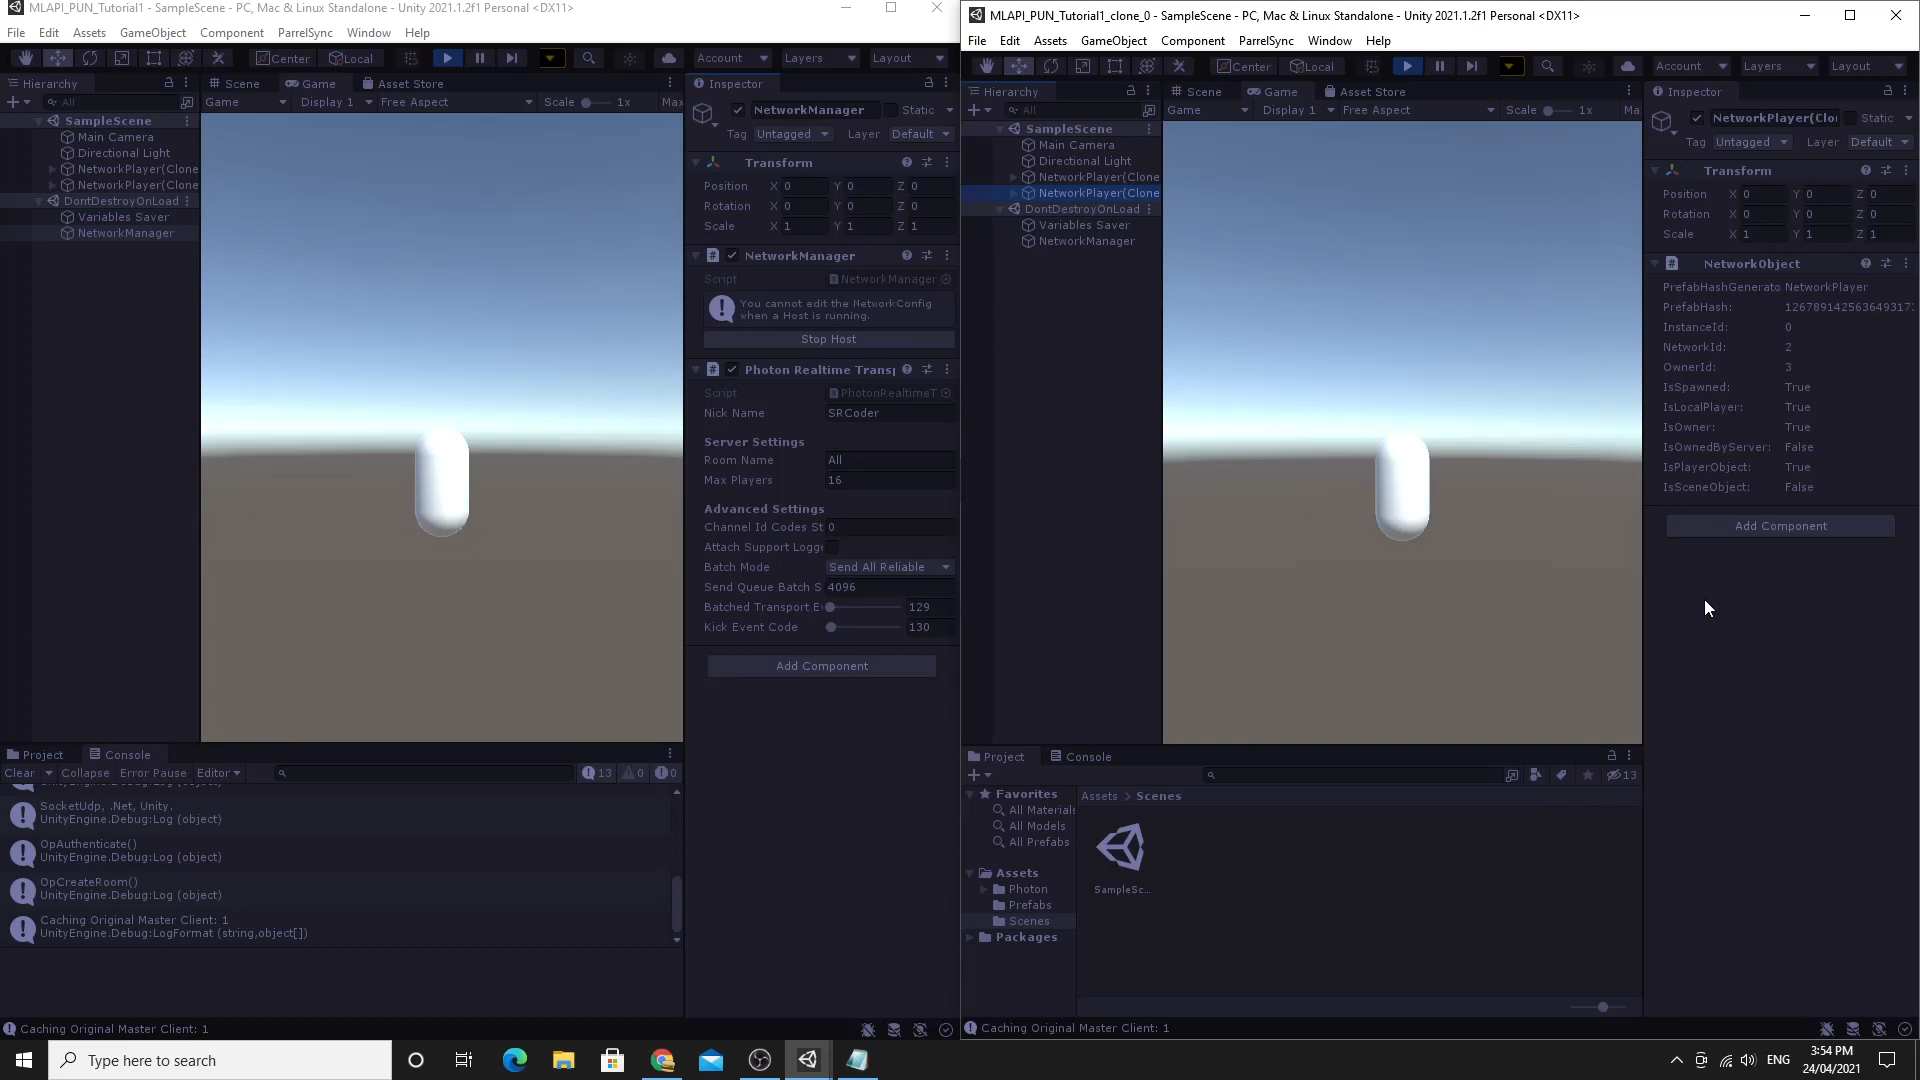 MLAPI_PUN_Tutorial1 - SampleScene - PC, Mac & Linux Standalone - Unity 2021.1.2f1 Personal <DX11>
File Edit Assets GameObject Component ParrelSync Window Help
Center Local Account Layers Layout
Hierarchy
All
SampleScene
Main Camera
Directional Light
NetworkPlayer(Clone
NetworkPlayer(Clone
DontDestroyOnLoad
Variables Saver
NetworkManager
Scene Game Asset Store
Game Display 1 Free Aspect Scale 1x Max
Inspector
NetworkManager Static
Tag Untagged Layer Default
Transform
Position X 0 Y 0 Z 0
Rotation X 0 Y 0 Z 0
Scale X 1 Y 1 Z 1
NetworkManager
Script NetworkManager
You cannot edit the NetworkConfig
when a Host is running.
Stop Host
Photon Realtime Transp
Script PhotonRealtimeT
Nick Name SRCoder
Server Settings
Room Name All
Max Players 16
Advanced Settings
Channel Id Codes St 0
Attach Support Logge
Batch Mode Send All Reliable
Send Queue Batch S 4096
Batched Transport E 129
Kick Event Code 130
Add Component
Project Console
Clear Collapse Error Pause Editor 13 0 0
UnityEngine.Debug:Log (object)
SocketUdp, .Net, Unity.
UnityEngine.Debug:Log (object)
OpAuthenticate()
UnityEngine.Debug:Log (object)
OpCreateRoom()
UnityEngine.Debug:Log (object)
Caching Original Master Client: 1
UnityEngine.Debug:LogFormat (string,object[])
Caching Original Master Client: 1
MLAPI_PUN_Tutorial1_clone_0 - SampleScene - PC, Mac & Linux Standalone - Unity 2021.1.2f1 Personal <DX11>
File Edit Assets GameObject Component ParrelSync Window Help
Center Local Account Layers Layout
Hierarchy
All
SampleScene
Main Camera
Directional Light
NetworkPlayer(Clone
NetworkPlayer(Clone
DontDestroyOnLoad
Variables Saver
NetworkManager
Scene Game Asset Store
Game Display 1 Free Aspect Scale 1x Ma
Inspector
NetworkPlayer(Clo Static
Tag Untagged Layer Default
Transform
Position X 0 Y 0 Z 0
Rotation X 0 Y 0 Z 0
Scale X 1 Y 1 Z 1
NetworkObject
PrefabHashGenerato NetworkPlayer
PrefabHash:
InstanceId: 0
NetworkId: 2
OwnerId: 3
IsSpawned: True
IsLocalPlayer: True
IsOwner: True
IsOwnedByServer: False
IsPlayerObject: True
IsSceneObject: False
Add Component
Project Console
13
Favorites
All Materials
All Models
All Prefabs
Assets
Photon
Prefabs
Scenes
Packages
Assets > Scenes
SampleSc...
Caching Original Master Client: 1
Type here to search
ENG
3:54 PM
24/04/2021